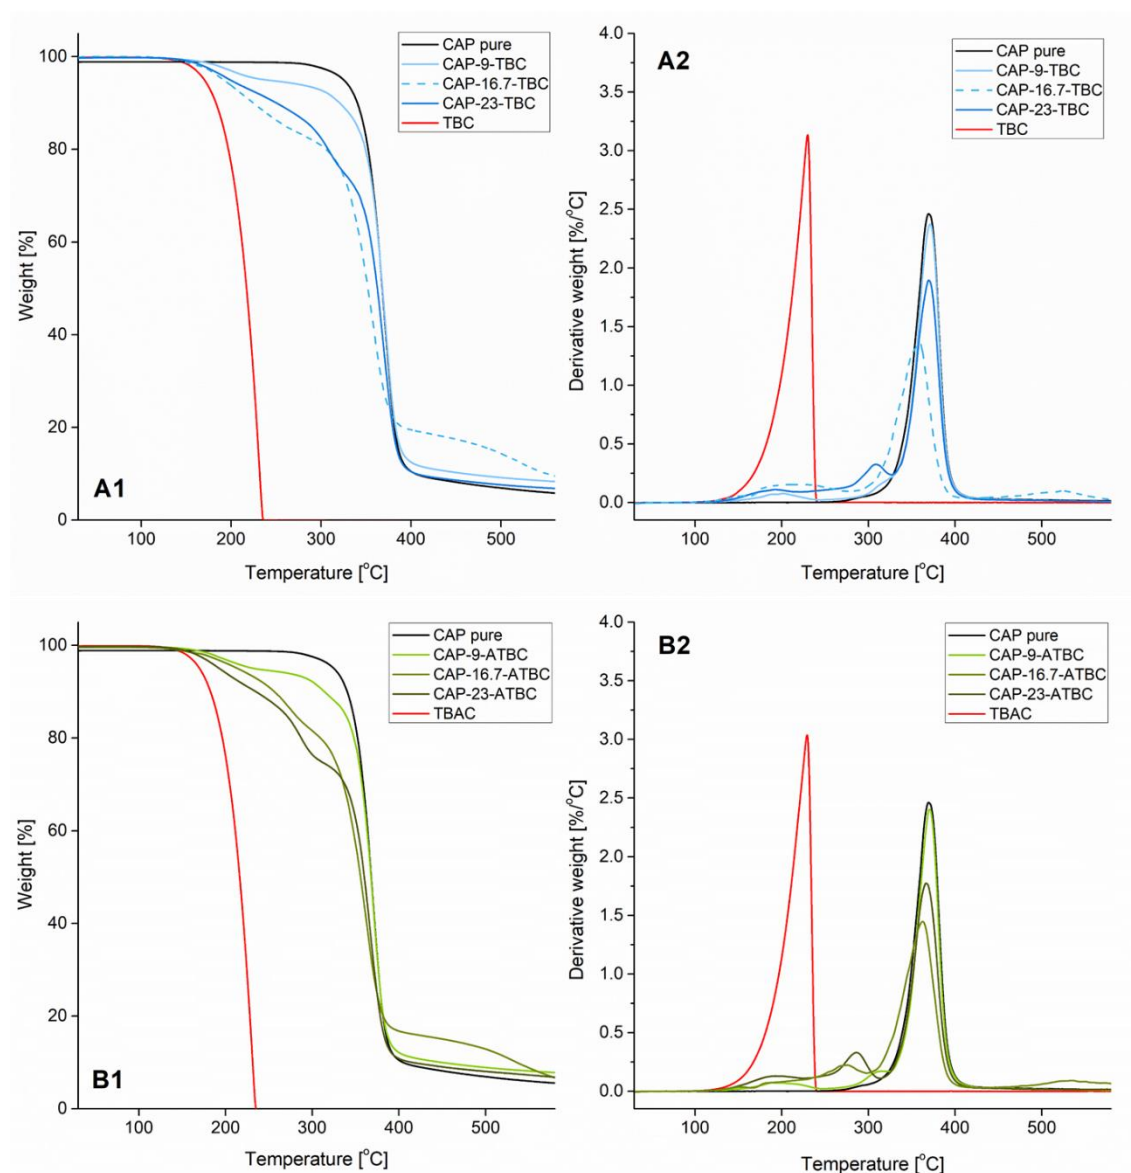 CAP pure
CAP-9-TBC
CAP-16.7-TBC
CAP-23-TBC
TBC
100
80
60
40
20
0
Weight [%]
A1
100
200
300
400
500
Temperature [°C]
A2
CAP pure
CAP-9-TBC
CAP-16.7-TBC
CAP-23-TBC
TBC
4.0
3.5
3.0
2.5
2.0
1.5
1.0
0.5
0.0
Derivative weight [%/°C]
100
200
300
400
500
Temperature [°C]
CAP pure
CAP-9-ATBC
CAP-16.7-ATBC
CAP-23-ATBC
TBAC
100
80
60
40
20
0
Weight [%]
B1
100
200
300
400
500
Temperature [°C]
B2
CAP pure
CAP-9-ATBC
CAP-16.7-ATBC
CAP-23-ATBC
TBAC
4.0
3.5
3.0
2.5
2.0
1.5
1.0
0.5
0.0
Derivative weight [%/°C]
100
200
300
400
500
Temperature [°C]